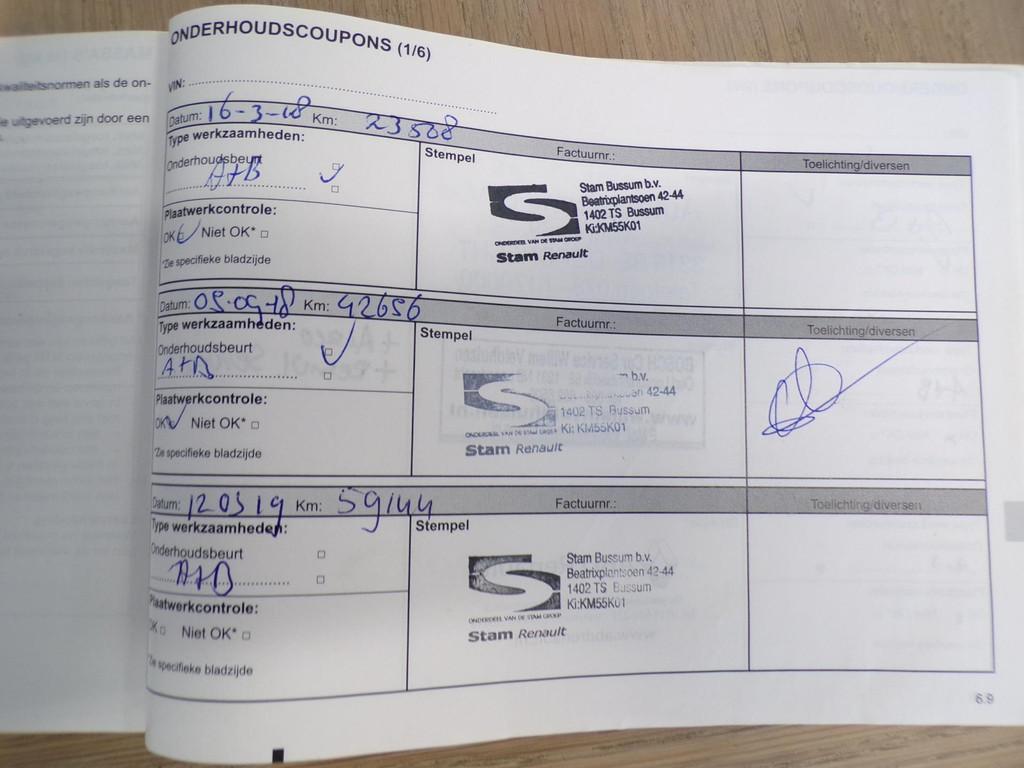 kwaliteitsnormen als de on-
e uitgevoerd zijn door een
ONDERHOUDSCOUPONS (1/6)
VIN:
Datum: 16-3-18 Km: 23508
Type werkzaamheden:
Onderhoudsbeurt
A+B
Plaatwerkcontrole:
OK Niet OK*
*Zie specifieke bladzijde
Stempel
Factuurnr.:
Toelichting/diversen
Stam Bussum b.v.
Beatrixplantsoen 42-44
1402 TS Bussum
Ki:KM55K01
ONDERDEEL VAN DE STAM GROEP
Stam Renault
Datum: 05-09-18 Km: 42656
Type werkzaamheden:
Onderhoudsbeurt
A+B
Plaatwerkcontrole:
OK Niet OK*
*Zie specifieke bladzijde
Stempel
Factuurnr.:
Toelichting/diversen
b.v.
42-44
1402 TS Bussum
Ki:KM55K01
ONDERDEEL VAN DE STAM GROEP
Stam Renault
Datum: 120319 Km: 59144
Type werkzaamheden:
Onderhoudsbeurt
A+B
Plaatwerkcontrole:
OK Niet OK*
*Zie specifieke bladzijde
Stempel
Factuurnr.:
Toelichting/diversen
Stam Bussum b.v.
Beatrixplantsoen 42-44
1402 TS Bussum
Ki:KM55K01
ONDERDEEL VAN DE STAM GROEP
Stam Renault
6.9